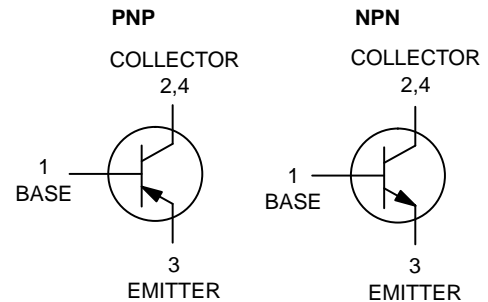 PNP
COLLECTOR
2,4
1
BASE
3
EMITTER
NPN
COLLECTOR
2,4
1
BASE
3
EMITTER